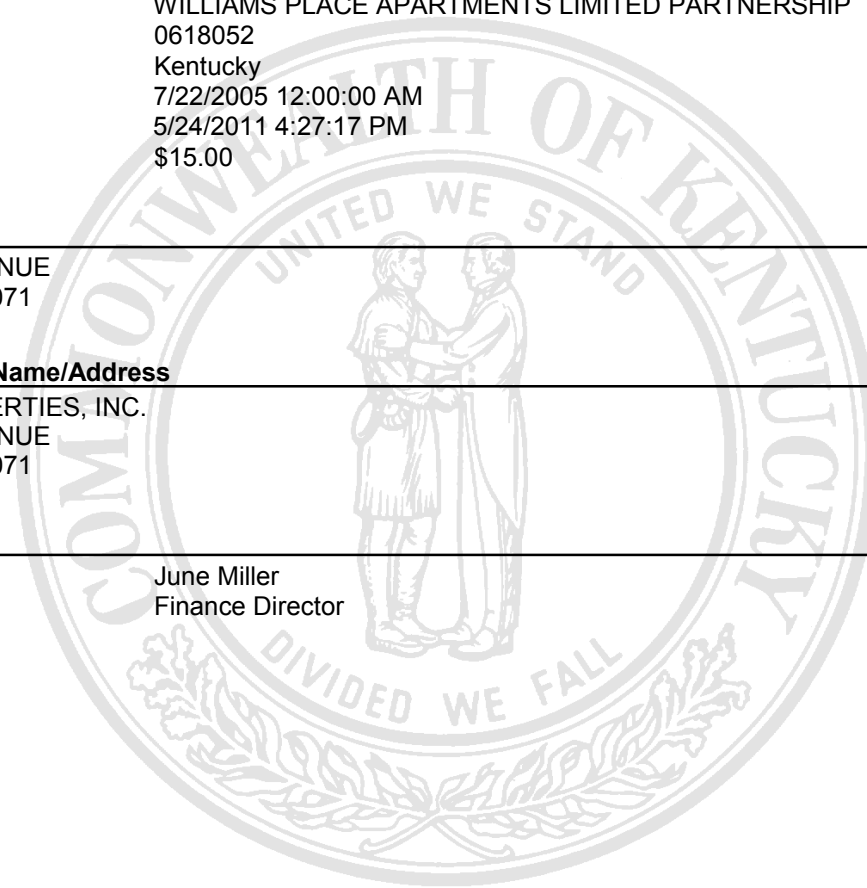 WILLIAMS PLACE APARTMENTS LIMITED PARTNERSHIP
0618052
Kentucky
7/22/2005 12:00:00 AM
5/24/2011 4:27:17 PM
$15.00
NUE
071
Name/Address
ERTIES, INC.
NUE
071
June Miller
Finance Director
COMMONWEALTH OF KENTUCKY
UNITED WE STAND
DIVIDED WE FALL